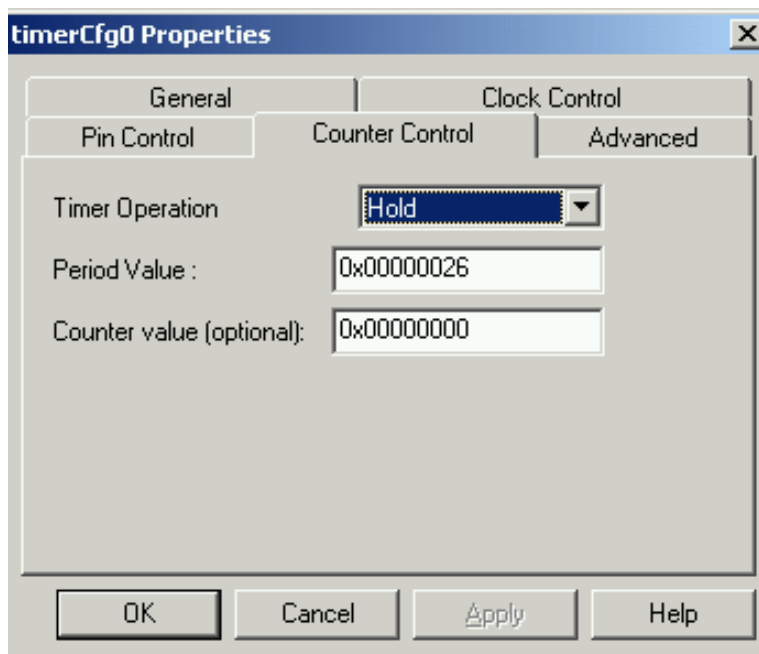 timerCfg0 Properties
General Clock Control
Pin Control Counter Control Advanced
Timer Operation Hold
Period Value : 0x00000026
Counter value (optional): 0x00000000
OK Cancel Apply Help